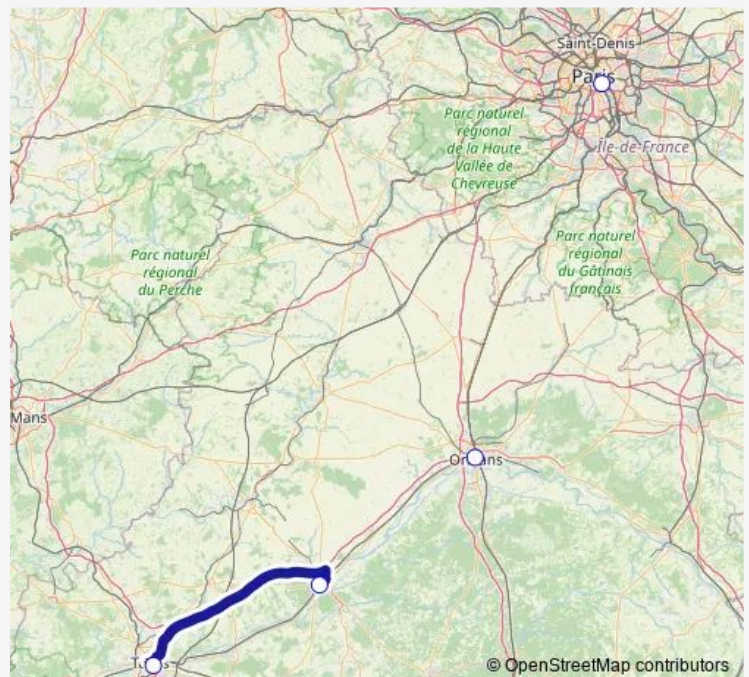 Saint-Denis
Paris
Parc naturel
régional
de la Haute
Vallée de
Chevreuse
Île-de-France
Parc naturel
régional
du Perche
Parc naturel
régional
du Gâtinais
français
Mans
© OpenStreetMap contributors